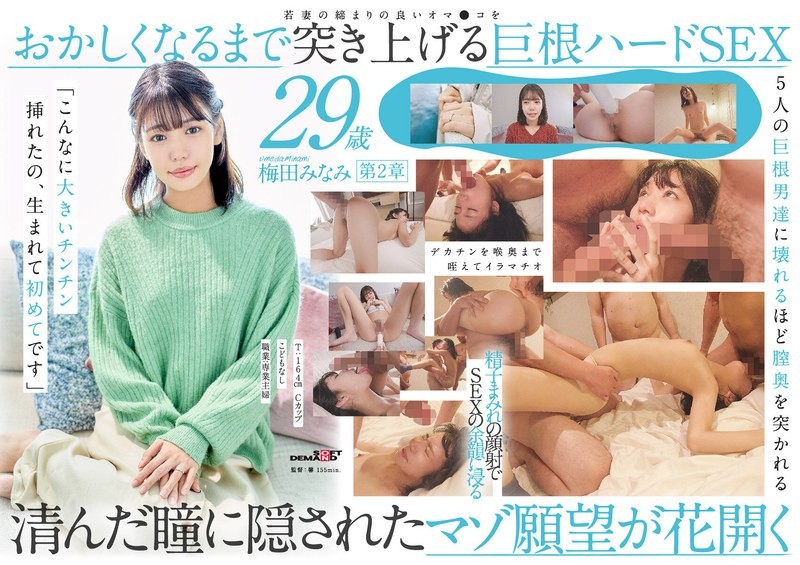 若妻の締まりの良いオマ●コを
おかしくなるまで突き上げる巨根ハードSEX
29歳
umeda minami
梅田みなみ 第2章
「こんなに大きいチンチン
挿れたの、生まれて初めてです」
5人の巨根男達に壊れるほど膣奥を突かれる
デカチンを喉奥まで
咥えてイラマチオ
T:164cm Cカップ
こどもなし
職業:専業主婦
精子まみれの顔射で
SEXの余韻に浸る
SOFT
ON
DEMAND
155min.
清んだ瞳に隠されたマゾ願望が花開く